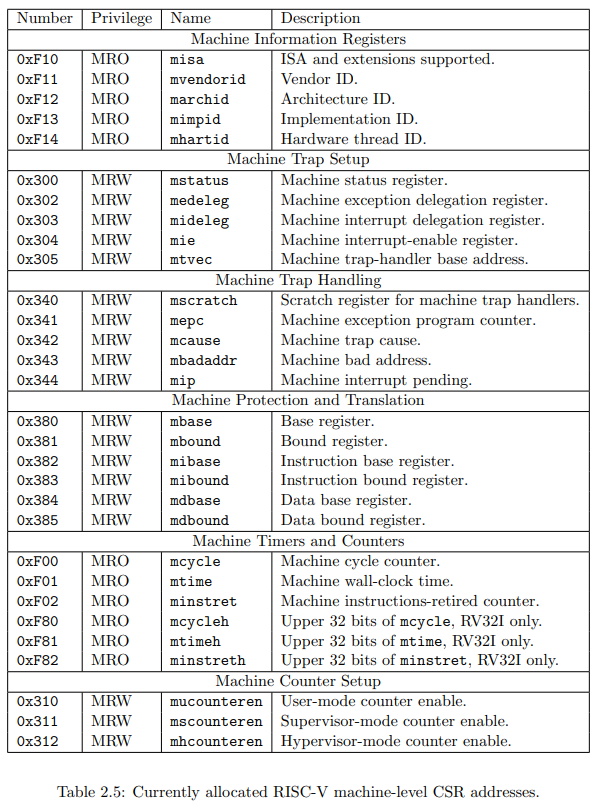 Number Privilege Name Description
Machine Information Registers
0xF10 MRO misa ISA and extensions supported.
0xF11 MRO mvendorid Vendor ID.
0xF12 MRO marchid Architecture ID.
0xF13 MRO mimpid Implementation ID.
0xF14 MRO mhartid Hardware thread ID.
Machine Trap Setup
0x300 MRW mstatus Machine status register.
0x302 MRW medeleg Machine exception delegation register.
0x303 MRW mideleg Machine interrupt delegation register.
0x304 MRW mie Machine interrupt-enable register.
0x305 MRW mtvec Machine trap-handler base address.
Machine Trap Handling
0x340 MRW mscratch Scratch register for machine trap handlers.
0x341 MRW mepc Machine exception program counter.
0x342 MRW mcause Machine trap cause.
0x343 MRW mbadaddr Machine bad address.
0x344 MRW mip Machine interrupt pending.
Machine Protection and Translation
0x380 MRW mbase Base register.
0x381 MRW mbound Bound register.
0x382 MRW mibase Instruction base register.
0x383 MRW mibound Instruction bound register.
0x384 MRW mdbase Data base register.
0x385 MRW mdbound Data bound register.
Machine Timers and Counters
0xF00 MRO mcycle Machine cycle counter.
0xF01 MRO mtime Machine wall-clock time.
0xF02 MRO minstret Machine instructions-retired counter.
0xF80 MRO mcycleh Upper 32 bits of mcycle, RV32I only.
0xF81 MRO mtimeh Upper 32 bits of mtime, RV32I only.
0xF82 MRO minstreth Upper 32 bits of minstret, RV32I only.
Machine Counter Setup
0x310 MRW mucounteren User-mode counter enable.
0x311 MRW mscounteren Supervisor-mode counter enable.
0x312 MRW mhcounteren Hypervisor-mode counter enable.
Table 2.5: Currently allocated RISC-V machine-level CSR addresses.